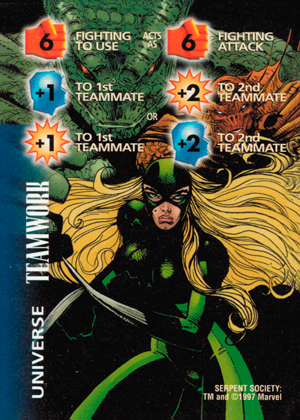 6 FIGHTING TO USE
ACTS AS
6 FIGHTING ATTACK
+1 TO 1st TEAMMATE
+2 TO 2nd TEAMMATE
OR
+1 TO 1st TEAMMATE
+2 TO 2nd TEAMMATE
UNIVERSE TEAMWORK
SERPENT SOCIETY:
TM and ©1997 Marvel